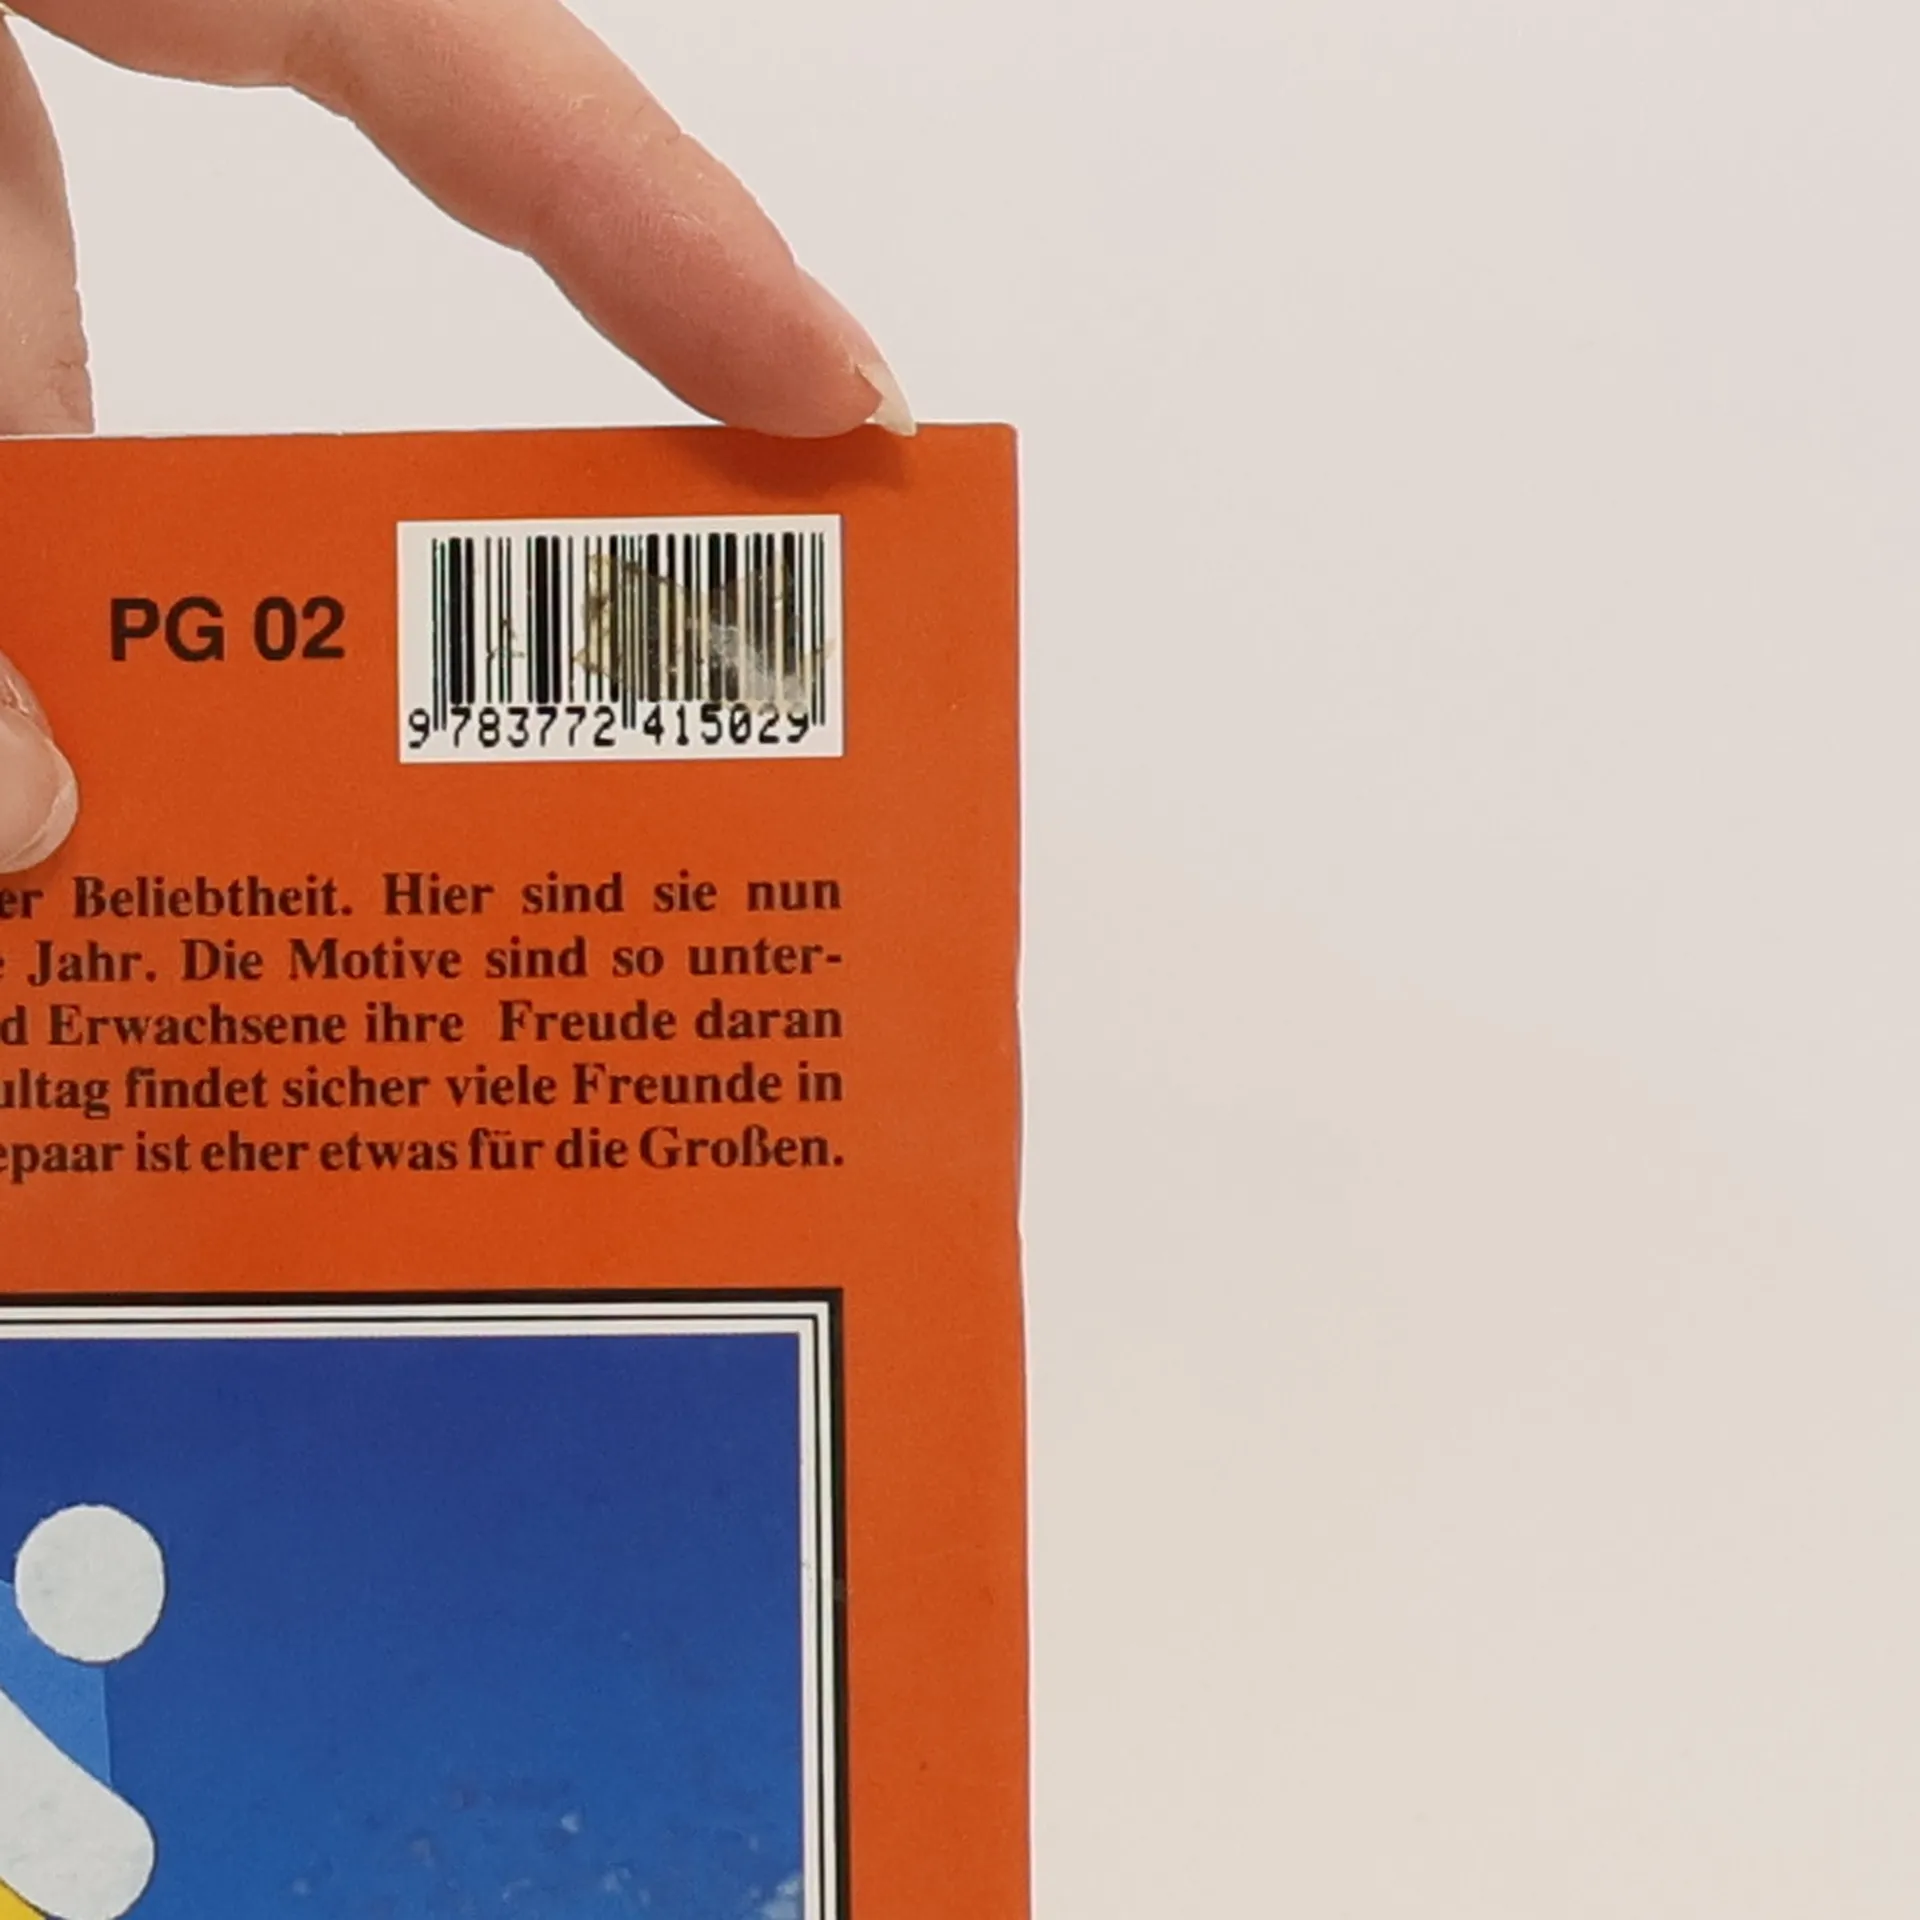 PG 02
9 783772 415029
er Beliebtheit. Hier sind sie nun
e Jahr. Die Motive sind so unter-
d Erwachsene ihre Freude daran
ultag findet sicher viele Freunde in
epaar ist eher etwas für die Großen.